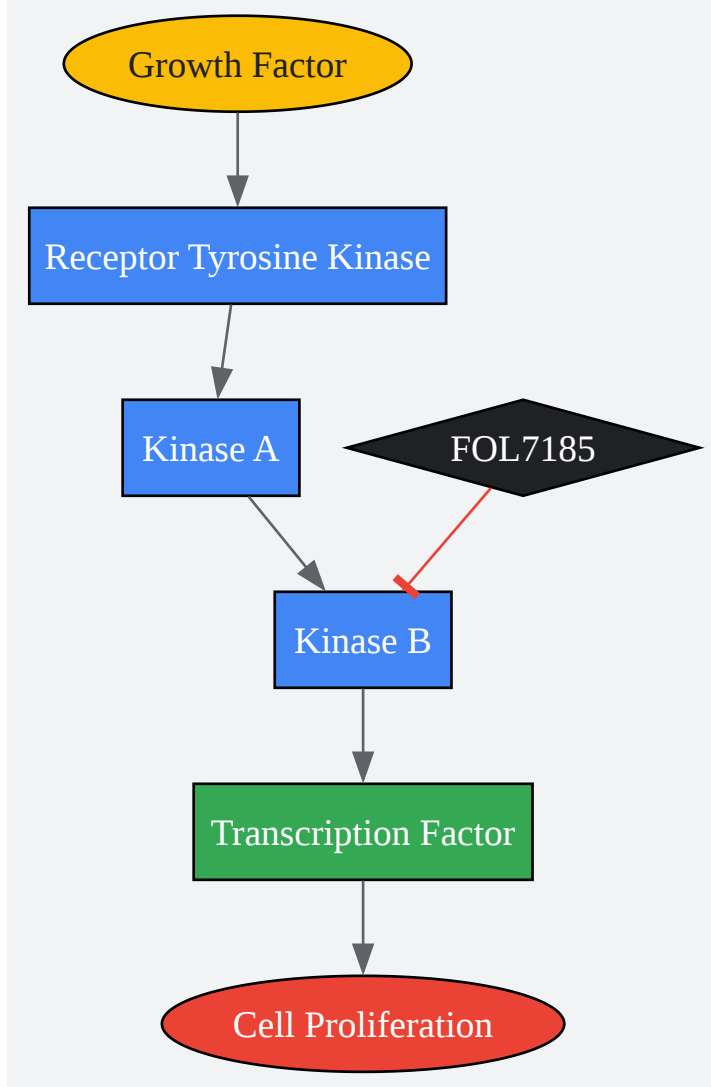 Growth Factor
Receptor Tyrosine Kinase
Kinase A
FOL7185
Kinase B
Transcription Factor
Cell Proliferation